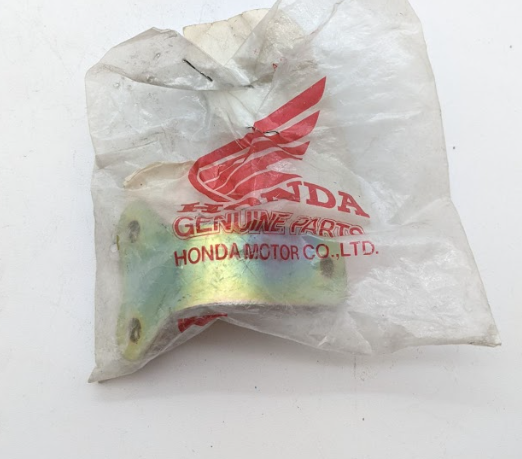 HONDA
GENUINE PARTS
HONDA MOTOR CO.,LTD.